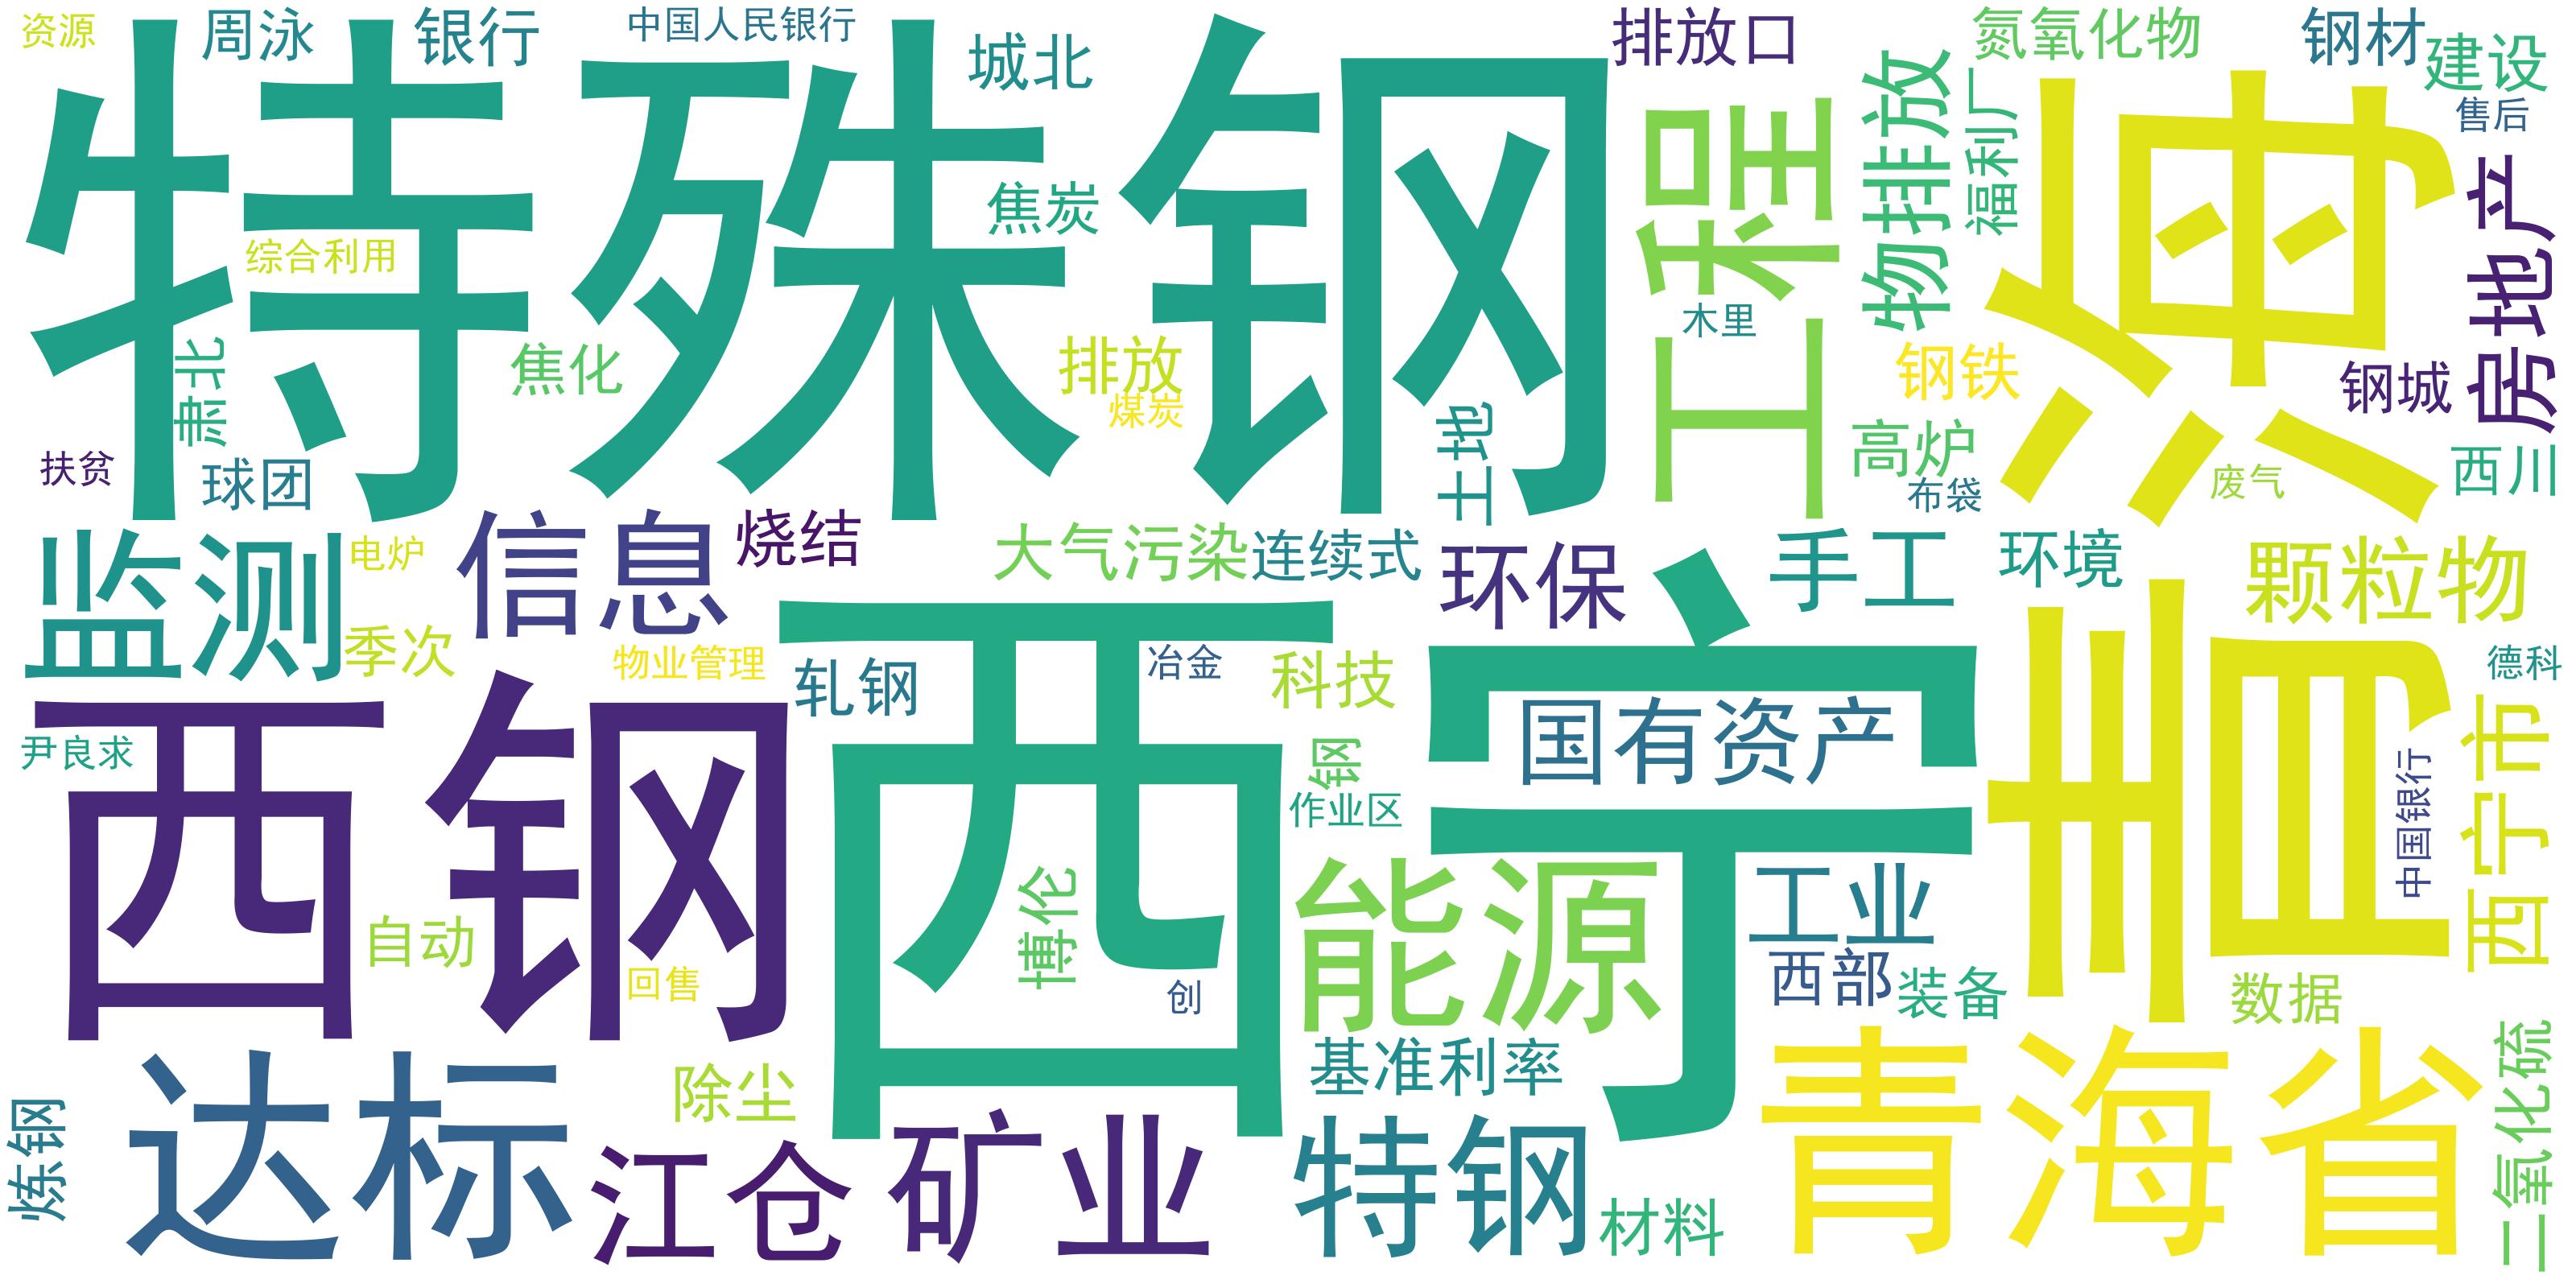 资源
周泳
银行
中国人民银行
城北
排放口
氮氧化物
钢材
建设
售后
特殊钢
工程
物排放
福利厂
青海
房地产
焦炭
综合利用
木里
肃北
焦化
排放
煤炭
土地
钢铁
钢城
高炉
西川
扶贫
球团
布袋
废气
监测
电炉
信息
烧结
大气污染
连续式
环保
手工
环境
颗粒物
季次
物业管理
轧钢
冶金
科技
西宁
国有资产
德科
西宁市
尹良求
西钢
钢
作业区
中国银行
博伦
能源
工业
自动
回售
创
西部
装备
数据
达标
除尘
基准利率
青海省
二氧化硫
炼钢
江仓
矿业
特钢
材料